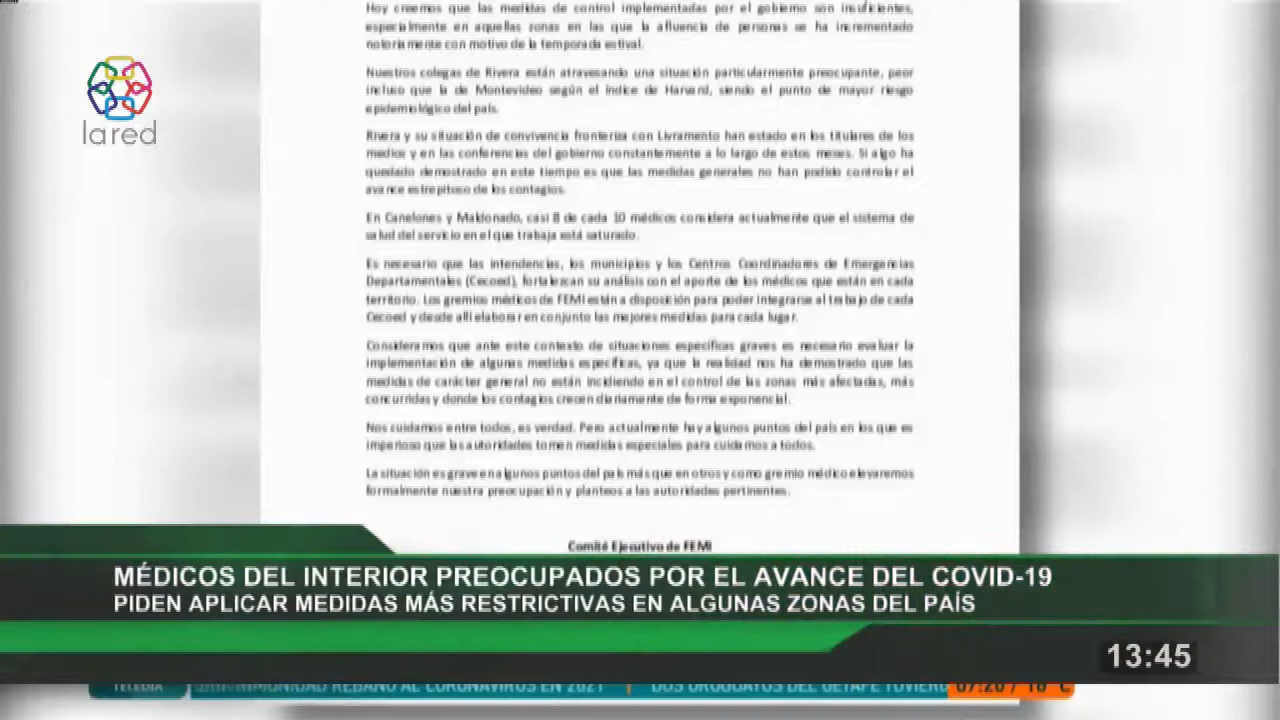 Hoy creemos que las medidas de control implementadas por el gobierno son insuficientes,
especialmente en aquellas zonas en las que la afluencia de personas se ha incrementado
notoriamente con motivo de la temporada estival.
Nuestros colegas de Rivera están atravesando una situación particularmente preocupante, peor
incluso que la de Montevideo según el índice de Harvard, siendo el punto de mayor riesgo
epidemiológico del país.
Rivera y su situación de convivencia fronteriza con Livramento han estado en los titulares de los
medios y en las conferencias del gobierno constantemente a lo largo de estos meses. Si algo ha
quedado demostrado en este tiempo es que las medidas generales no han podido controlar el
avance estrepitoso de los contagios.
En Canelones y Maldonado, casi 8 de cada 10 médicos considera actualmente que el sistema de
salud del servicio en el que trabaja está saturado.
Es necesario que las intendencias, los municipios y los Centros Coordinadores de Emergencias
Departamentales (Cecoed), fortalezcan su análisis con el aporte de los médicos que están en cada
territorio. Los gremios médicos de FEMI están a disposición para poder integrarse al trabajo de cada
Cecoed y desde allí elaborar en conjunto las mejores medidas para cada lugar.
Consideramos que ante este contexto de situaciones específicas graves es necesario evaluar la
implementación de algunas medidas específicas, ya que la realidad nos ha demostrado que las
medidas de carácter general no están incidiendo en el control de las zonas más afectadas, más
concurridas y donde los contagios crecen diariamente de forma exponencial.
Nos cuidamos entre todos, es verdad. Pero actualmente hay algunos puntos del país en los que es
imperioso que las autoridades tomen medidas especiales para cuidarnos a todos.
La situación es grave en algunos puntos del país más que en otros y como gremio médico elevaremos
formalmente nuestra preocupación y planteos a las autoridades pertinentes.
Comité Ejecutivo de FEMI
la red
MÉDICOS DEL INTERIOR PREOCUPADOS POR EL AVANCE DEL COVID-19
PIDEN APLICAR MEDIDAS MÁS RESTRICTIVAS EN ALGUNAS ZONAS DEL PAÍS
13:45
TELEDÍA
INMUNIDAD REBAÑO AL CORONAVIRUS EN 2021 | DOS URUGUAYOS DEL GETAFE TUVIERO
07:20 / 18 °C